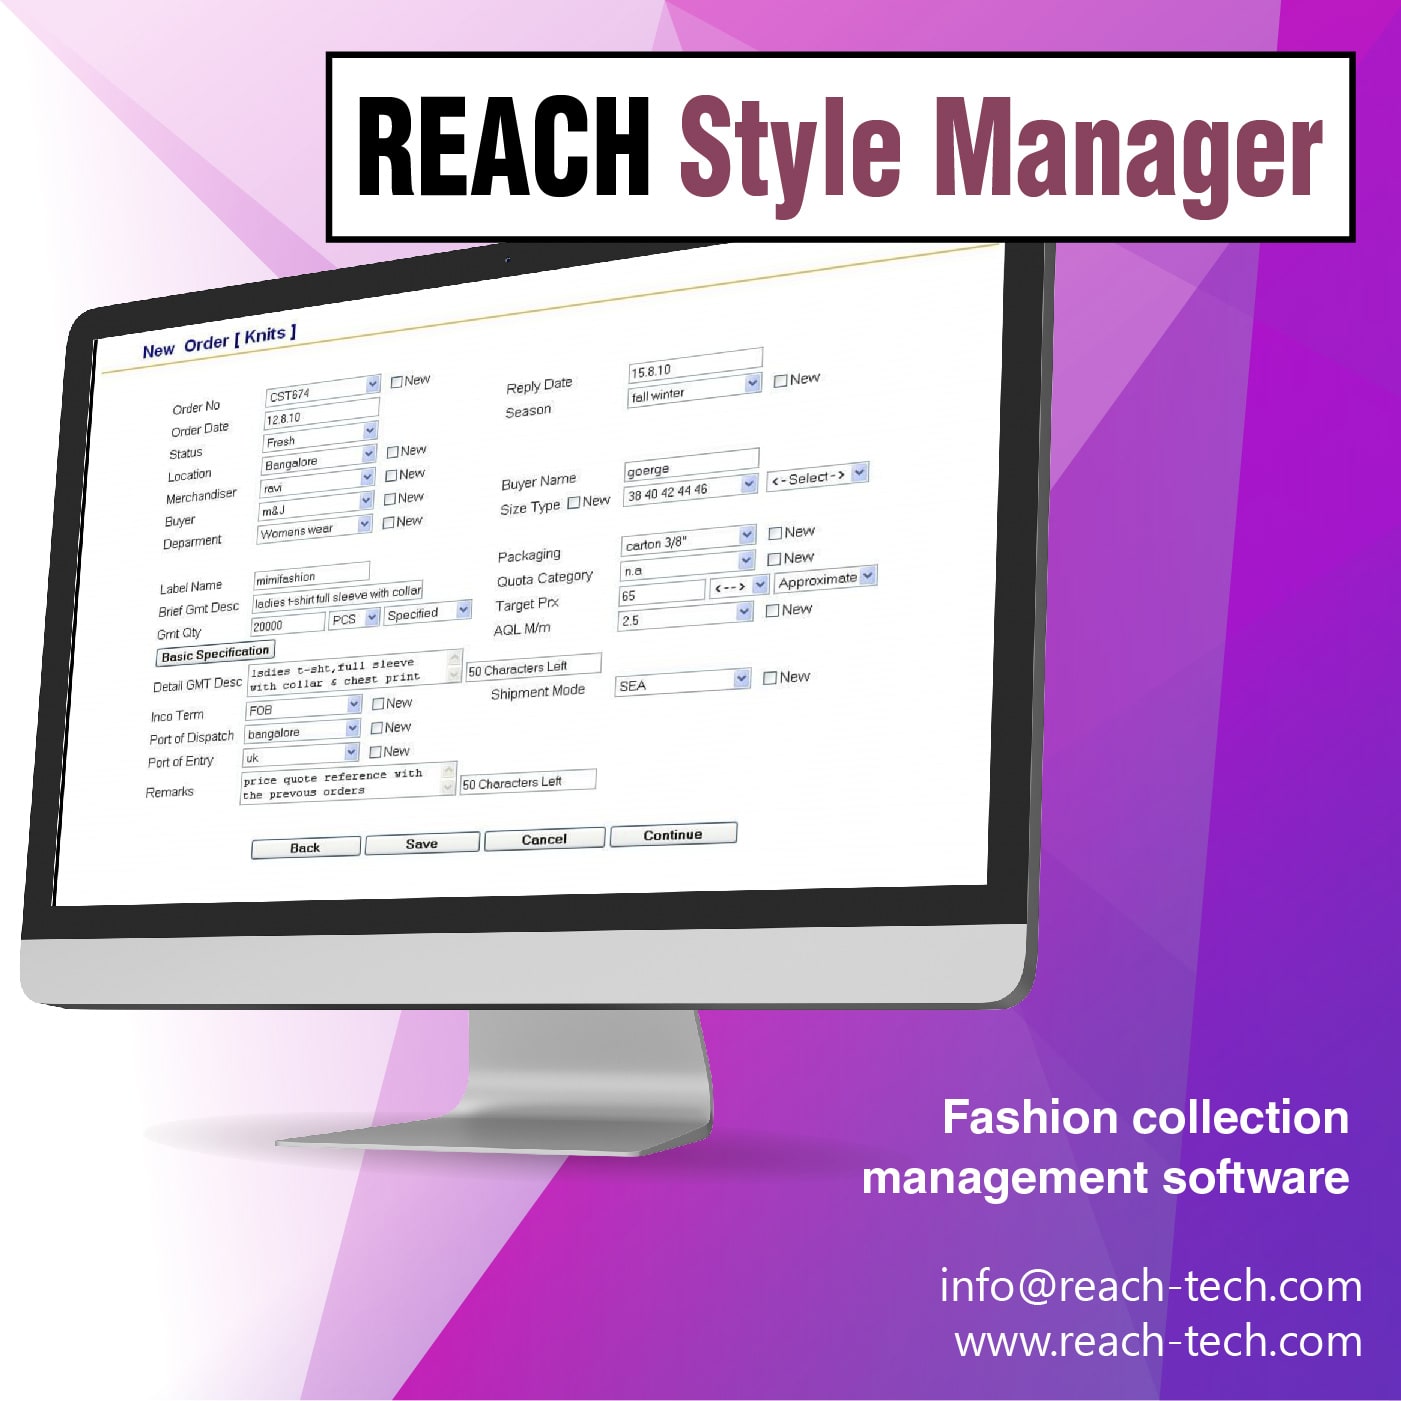 REACH Style Manager
New Order [ Knits ]
Order No CST674 New
Order Date 12.8.10
Status Fresh
Location Bangalore New
Merchandiser ravi New
Buyer m&J New
Deparment Womens wear New
Reply Date 15.8.10
Season fall winter New
Buyer Name goerge
Size Type New 38 40 42 44 46 <-Select->
Label Name mimifashion
Brief Gmt Desc ladies t-shirt full sleeve with collar
Gmt Qty 20000 PCS Specified
Packaging carton 3/8" New
Quota Category n.a New
Target Prx 65 <--> Approximate
AQL M/m 2.5 New
Basic Specification
Detail GMT Desc ladies t-sht,full sleeve
with collar & chest print
50 Characters Left
Shipment Mode SEA New
Inco Term FOB New
Port of Dispatch bangalore New
Port of Entry uk New
Remarks price quote reference with
the prevous orders
50 Characters Left
Back Save Cancel Continue
Fashion collection
management software
info@reach-tech.com
www.reach-tech.com